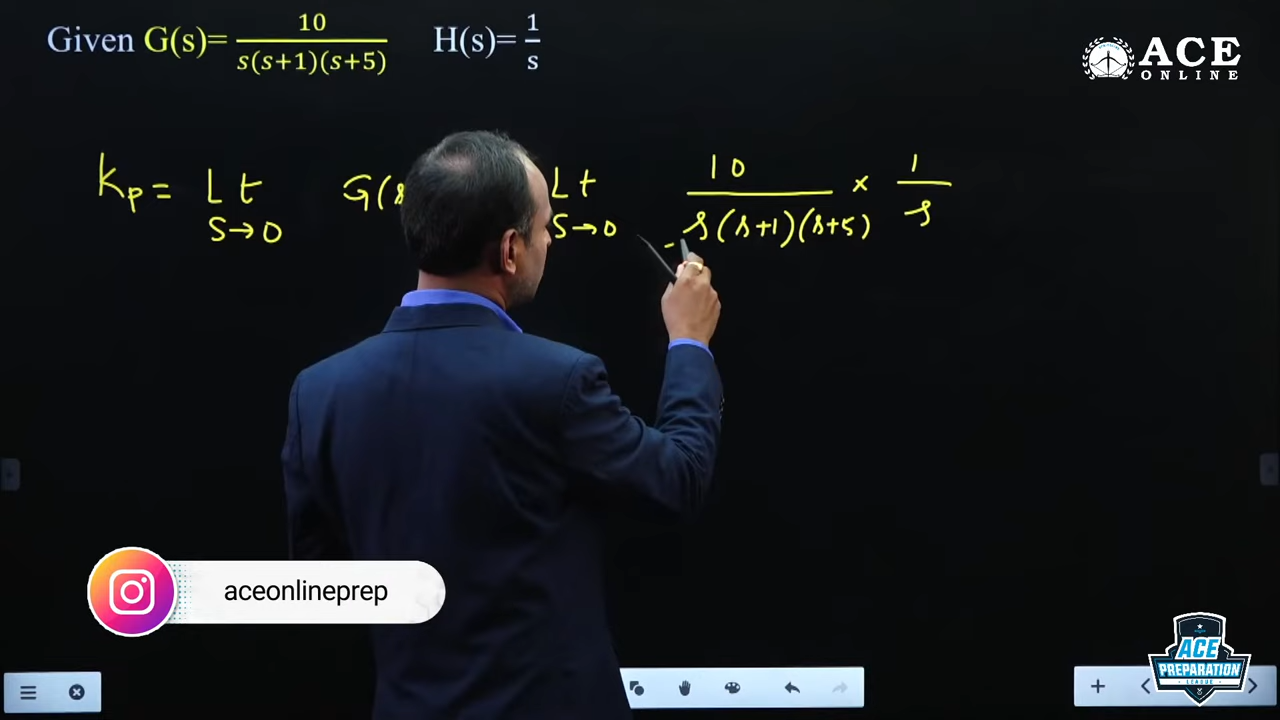 Given G(s)= 10/s(s+1)(s+5) H(s)= 1/s
ACE
ONLINE
Kp = Lt s→0 G(s Lt s→0 10/s(s+1)(s+5) × 1/s
aceonlineprep
ACE
PREPARATION
LEAGUE